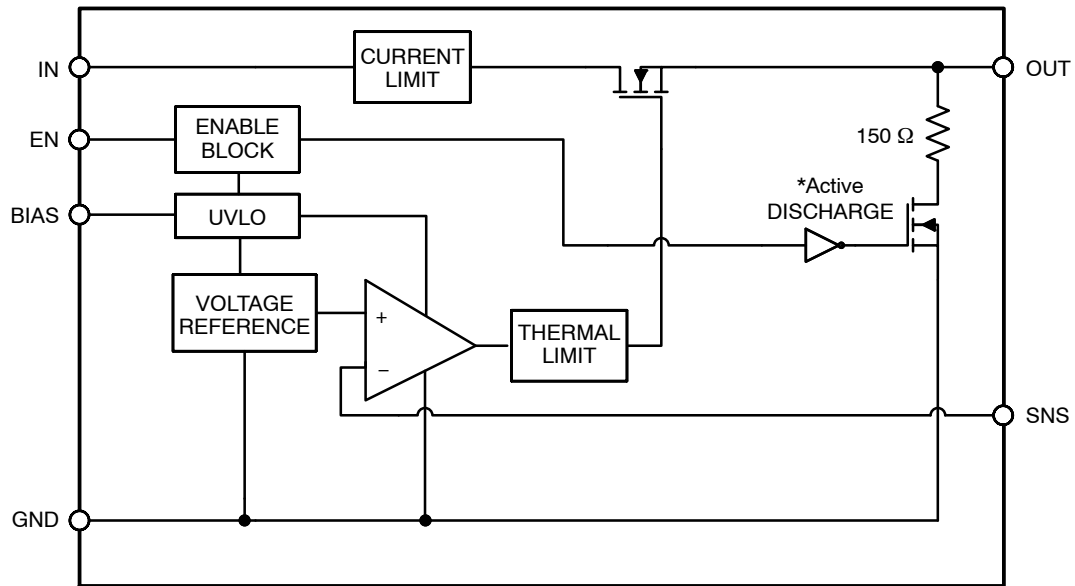 CURRENT
LIMIT
IN
OUT
EN
ENABLE
BLOCK
150 Ω
*Active
DISCHARGE
BIAS
UVLO
VOLTAGE
REFERENCE
+
−
THERMAL
LIMIT
SNS
GND